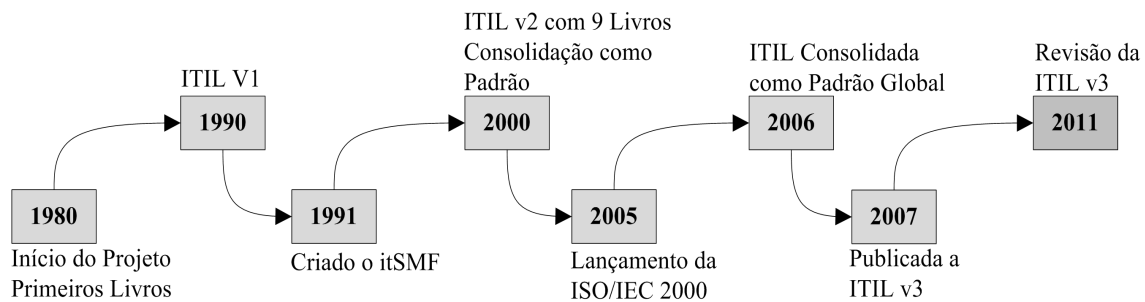 1980
Início do Projeto
Primeiros Livros
ITIL V1
1990
1991
Criado o itSMF
ITIL v2 com 9 Livros
Consolidação como
Padrão
2000
2005
Lançamento da
ISO/IEC 2000
ITIL Consolidada
como Padrão Global
2006
2007
Publicada a
ITIL v3
Revisão da
ITIL v3
2011